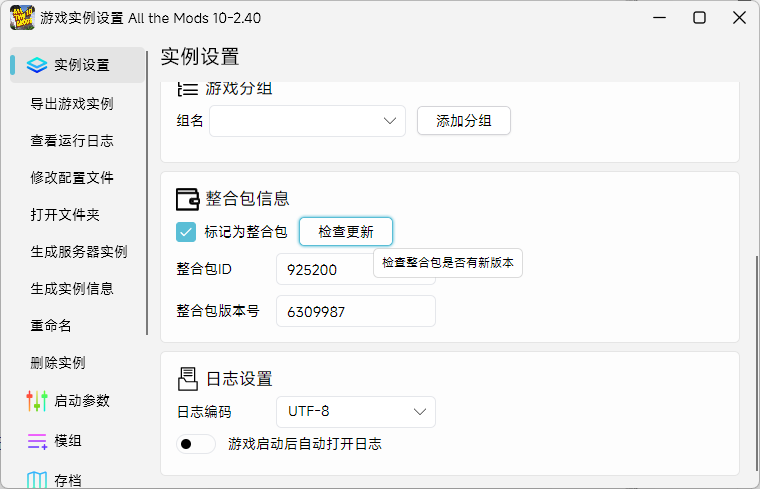 游戏实例设置 All the Mods 10-2.40
实例设置
导出游戏实例
查看运行日志
修改配置文件
打开文件夹
生成服务器实例
生成实例信息
重命名
删除实例
启动参数
模组
存档
实例设置
游戏分组
组名
添加分组
整合包信息
标记为整合包 检查更新
检查整合包是否有新版本
整合包ID 925200
整合包版本号 6309987
日志设置
日志编码 UTF-8
游戏启动后自动打开日志